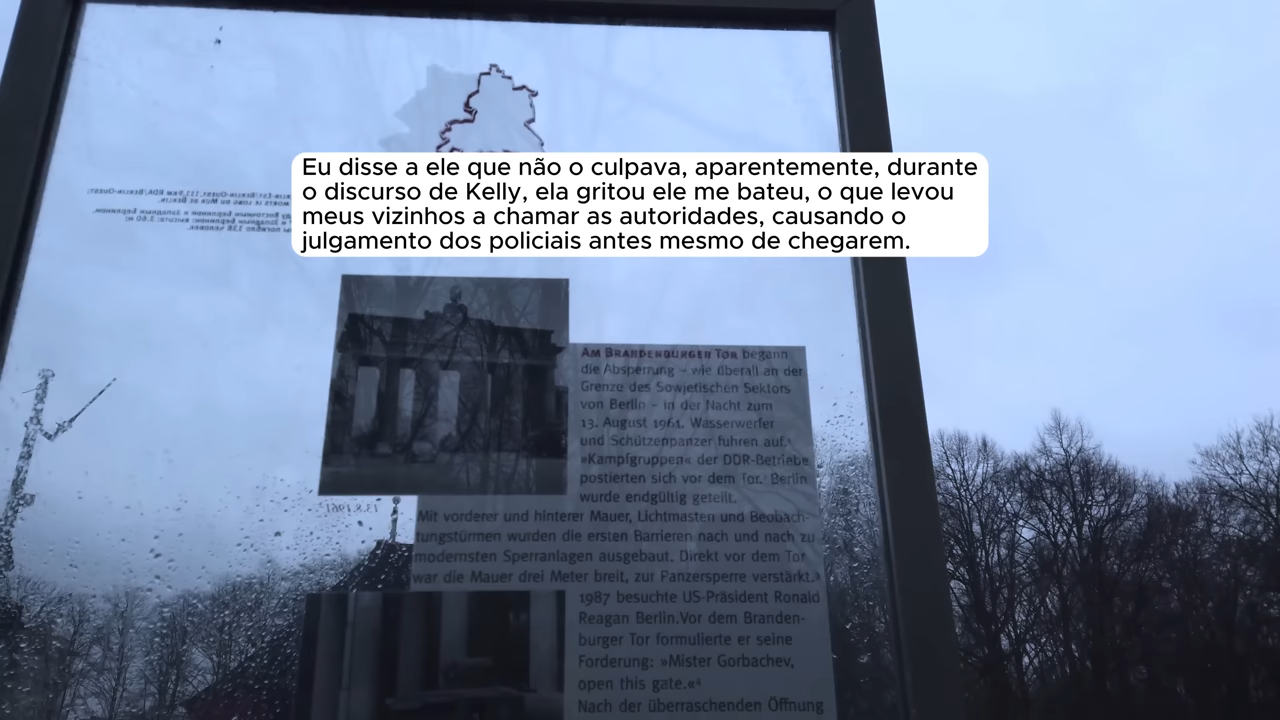 Eu disse a ele que não o culpava, aparentemente, durante
o discurso de Kelly, ela gritou ele me bateu, o que levou
meus vizinhos a chamar as autoridades, causando o
julgamento dos policiais antes mesmo de chegarem.
Am Brandenburger Tor begann
die Absperrung – wie überall an der
Grenze des Sowjetischen Sektors
von Berlin – in der Nacht zum
13. August 1961. Wasserwerfer
und Schützenpanzer fuhren auf.
»Kampfgruppen« der DDR-Betriebe
postierten sich vor dem Tor. Berlin
wurde endgültig geteilt.
13.8.1961
Mit vorderer und hinterer Mauer, Lichtmasten und Beobach-
tungstürmen wurden die ersten Barrieren nach und nach zu
modernsten Sperranlagen ausgebaut. Direkt vor dem Tor
war die Mauer drei Meter breit, zur Panzersperre verstärkt.
1987 besuchte US-Präsident Ronald
Reagan Berlin.Vor dem Branden-
burger Tor formulierte er seine
Forderung: »Mister Gorbachev,
open this gate.«⁴
Nach der überraschenden Öffnung